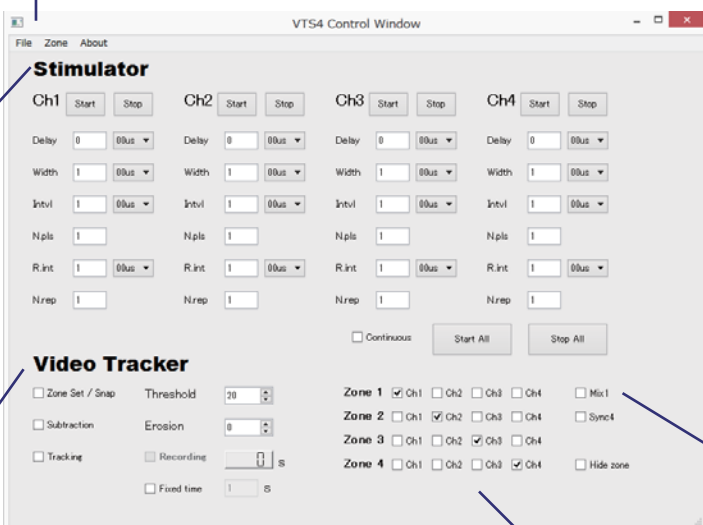 VTS4 Control Window
File Zone About
Stimulator
Ch1 Start Stop Ch2 Start Stop Ch3 Start Stop Ch4 Start Stop
Delay 0 00us Delay 0 00us Delay 0 00us Delay 0 00us
Width 1 00us Width 1 00us Width 1 00us Width 1 00us
Intvl 1 00us Intvl 1 00us Intvl 1 00us Intvl 1 00us
N.pls 1 N.pls 1 N.pls 1 N.pls 1
R.int 1 00us R.int 1 00us R.int 1 00us R.int 1 00us
N.rep 1 N.rep 1 N.rep 1 N.rep 1
Continuous Start All Stop All
Video Tracker
Zone Set / Snap Threshold 20 Zone 1 Ch1 Ch2 Ch3 Ch4 Mix1
Subtraction Erosion 0 Zone 2 Ch1 Ch2 Ch3 Ch4 Sync4
Zone 3 Ch1 Ch2 Ch3 Ch4
Tracking Recording 0 s Zone 4 Ch1 Ch2 Ch3 Ch4 Hide zone
Fixed time 1 s